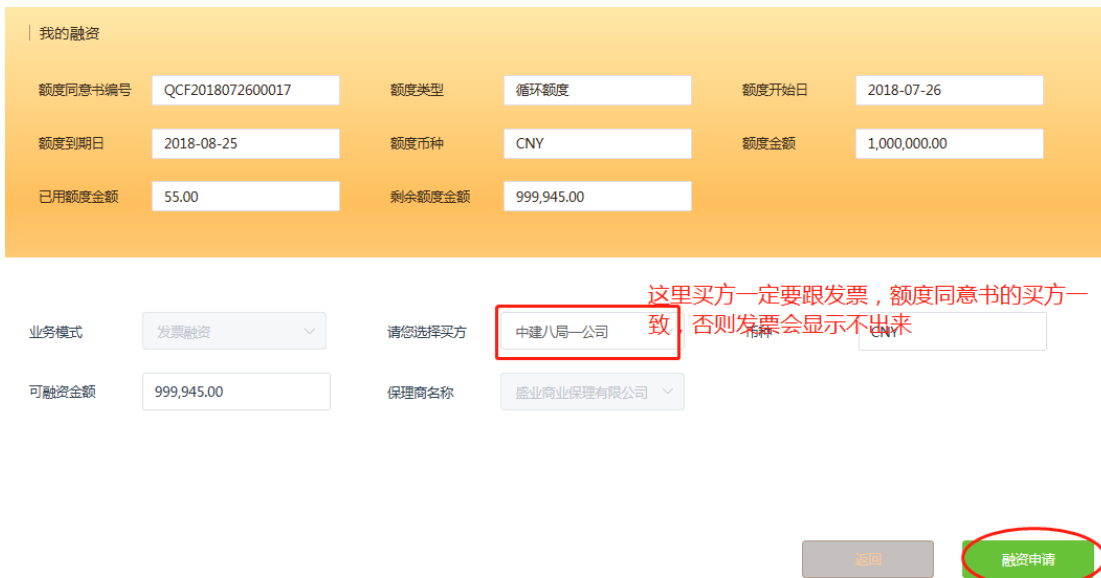 我的融资
额度同意书编号 QCF2018072600017 额度类型 循环额度 额度开始日 2018-07-26
额度到期日 2018-08-25 额度币种 CNY 额度金额 1,000,000.00
已用额度金额 55.00 剩余额度金额 999,945.00
这里买方一定要跟发票，额度同意书的买方一
致，否则发票会显示不出来
业务模式 发票融资 请您选择买方 中建八局一公司 币种 CNY
可融资金额 999,945.00 保理商名称 盛业商业保理有限公司
返回 融资申请